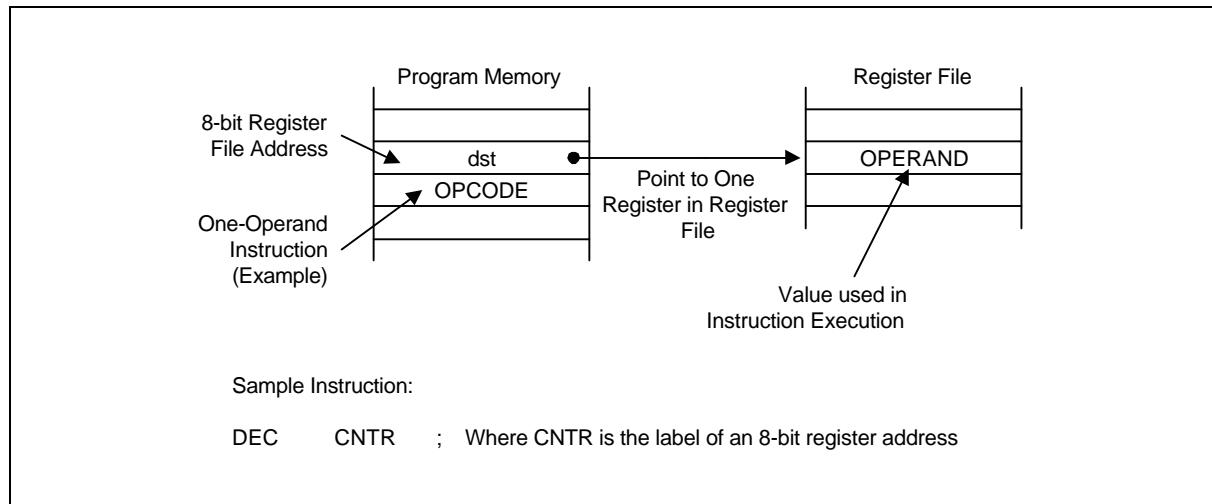 Program Memory
Register File
8-bit Register
File Address
dst
OPERAND
OPCODE
Point to One
Register in Register
File
One-Operand
Instruction
(Example)
Value used in
Instruction Execution
Sample Instruction:
DEC CNTR ; Where CNTR is the label of an 8-bit register address